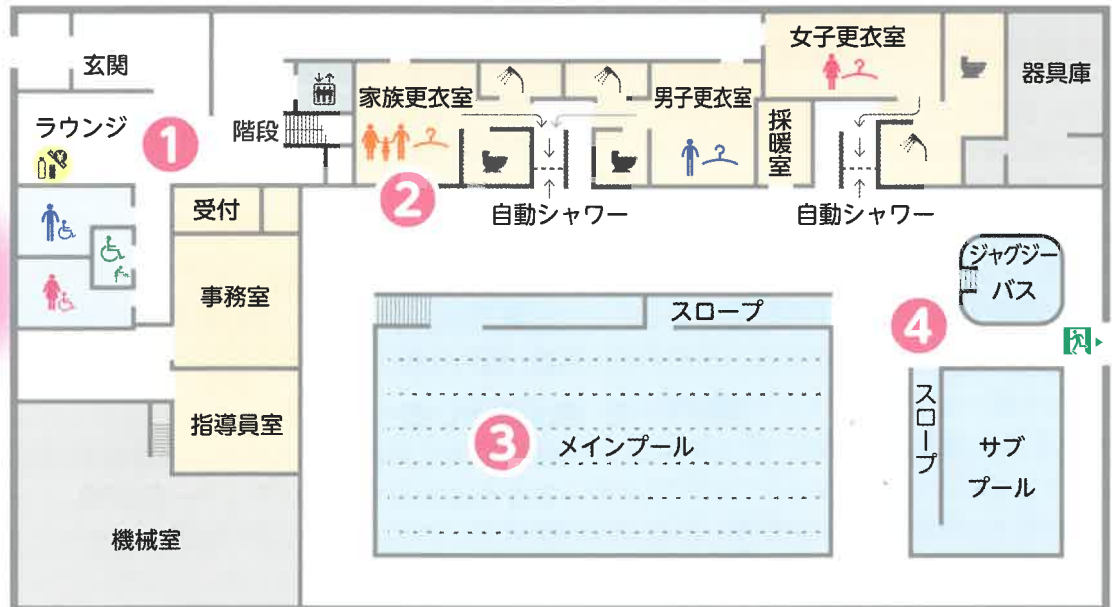 女子更衣室
玄関
器具庫
家族更衣室
男子更衣室
ラウンジ
1
階段
採暖室
2
受付
自動シャワー
自動シャワー
ジャグジー
バス
事務室
スロープ
4
指導員室
3
メインプール
スロープ
サブ
プール
機械室